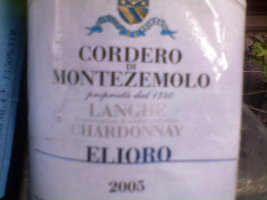 CORDERO
DI
MONTEZEMOLO
proprietà dal 1340
LANGHE
CHARDONNAY
ELIORO
2005